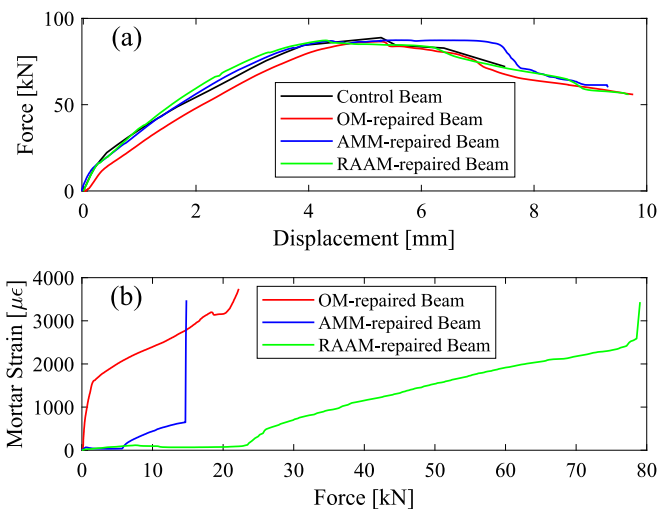 (a)
Force [kN]
100
50
0
Control Beam
OM-repaired Beam
AMM-repaired Beam
RAAM-repaired Beam
0 2 4 6 8 10
Displacement [mm]
(b)
Mortar Strain [με]
4000
3000
2000
1000
0
OM-repaired Beam
AMM-repaired Beam
RAAM-repaired Beam
0 10 20 30 40 50 60 70 80
Force [kN]